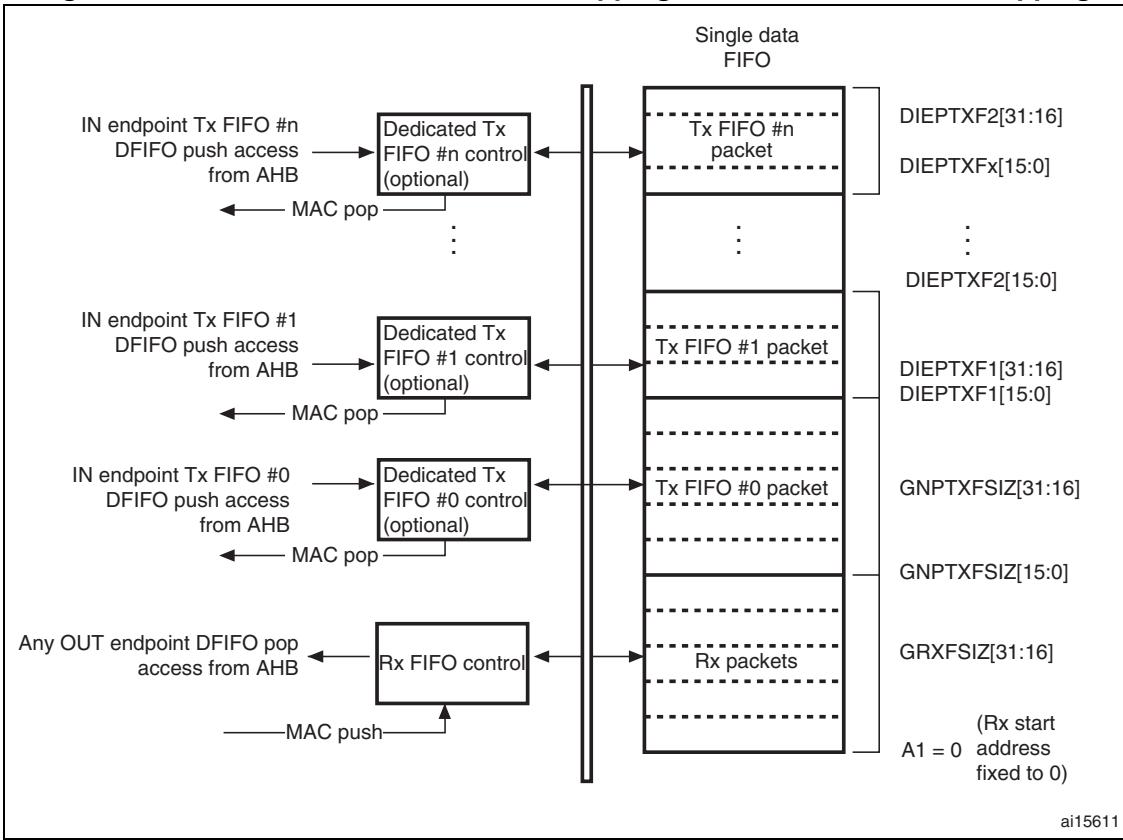 Single data
FIFO
IN endpoint Tx FIFO #n
DFIFO push access
from AHB
Dedicated Tx
FIFO #n control
(optional)
MAC pop
Tx FIFO #n
packet
DIEPTXF2[31:16]
DIEPTXFx[15:0]
DIEPTXF2[15:0]
IN endpoint Tx FIFO #1
DFIFO push access
from AHB
Dedicated Tx
FIFO #1 control
(optional)
MAC pop
Tx FIFO #1 packet
DIEPTXF1[31:16]
DIEPTXF1[15:0]
IN endpoint Tx FIFO #0
DFIFO push access
from AHB
Dedicated Tx
FIFO #0 control
(optional)
MAC pop
Tx FIFO #0 packet
GNPTXFSIZ[31:16]
GNPTXFSIZ[15:0]
Any OUT endpoint DFIFO pop
access from AHB
Rx FIFO control
MAC push
Rx packets
GRXFSIZ[31:16]
A1 = 0
(Rx start
address
fixed to 0)
ai15611